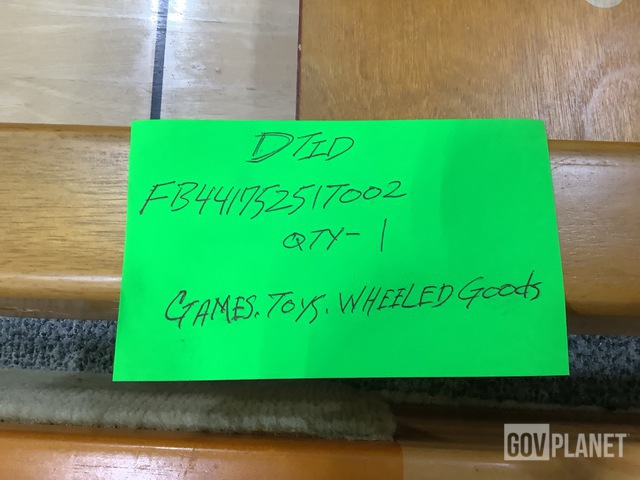 DTID
FB441752517002
QTY-1
GAMES. TOYS. WHEELED Goods
GOVPLANET